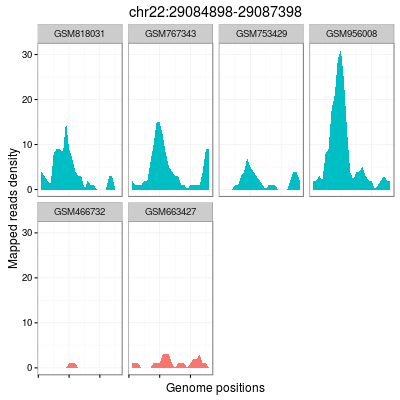 chr22:29084898-29087398
GSM818031 GSM767343 GSM753429 GSM956008
30
20
10
0
GSM466732 GSM663427
30
20
10
0
Mapped reads density
Genome positions